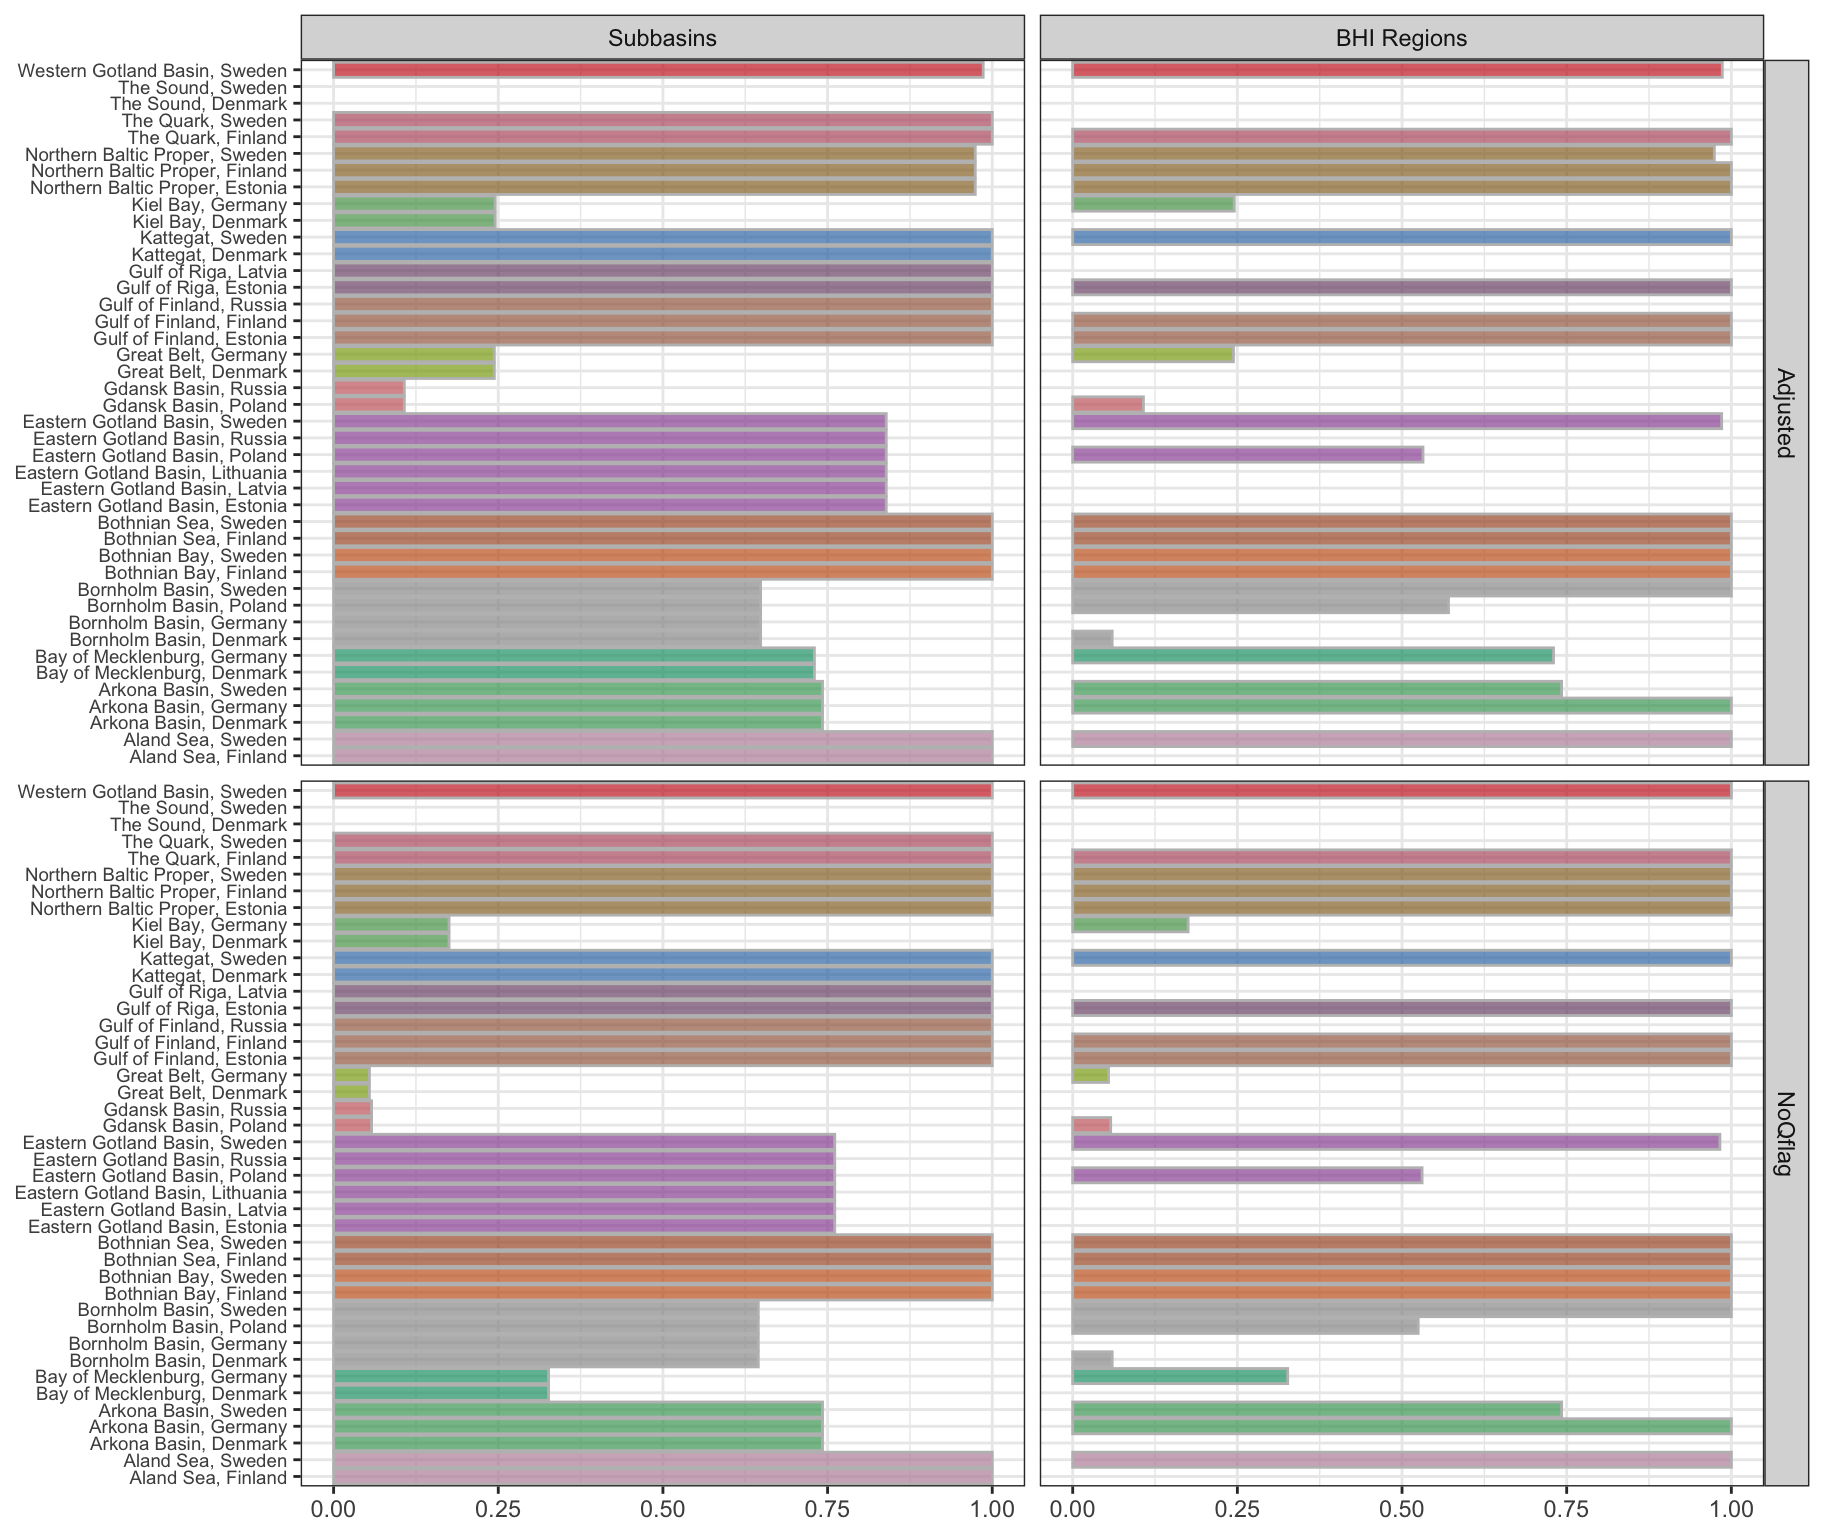 Subbasins
BHI Regions
Western Gotland Basin, Sweden
The Sound, Sweden
The Sound, Denmark
The Quark, Sweden
The Quark, Finland
Northern Baltic Proper, Sweden
Northern Baltic Proper, Finland
Northern Baltic Proper, Estonia
Kiel Bay, Germany
Kiel Bay, Denmark
Kattegat, Sweden
Kattegat, Denmark
Gulf of Riga, Latvia
Gulf of Riga, Estonia
Gulf of Finland, Russia
Gulf of Finland, Finland
Gulf of Finland, Estonia
Great Belt, Germany
Great Belt, Denmark
Gdansk Basin, Russia
Gdansk Basin, Poland
Eastern Gotland Basin, Sweden
Eastern Gotland Basin, Russia
Eastern Gotland Basin, Poland
Eastern Gotland Basin, Lithuania
Eastern Gotland Basin, Latvia
Eastern Gotland Basin, Estonia
Bothnian Sea, Sweden
Bothnian Sea, Finland
Bothnian Bay, Sweden
Bothnian Bay, Finland
Bornholm Basin, Sweden
Bornholm Basin, Poland
Bornholm Basin, Germany
Bornholm Basin, Denmark
Bay of Mecklenburg, Germany
Bay of Mecklenburg, Denmark
Arkona Basin, Sweden
Arkona Basin, Germany
Arkona Basin, Denmark
Aland Sea, Sweden
Aland Sea, Finland
Adjusted
Western Gotland Basin, Sweden
The Sound, Sweden
The Sound, Denmark
The Quark, Sweden
The Quark, Finland
Northern Baltic Proper, Sweden
Northern Baltic Proper, Finland
Northern Baltic Proper, Estonia
Kiel Bay, Germany
Kiel Bay, Denmark
Kattegat, Sweden
Kattegat, Denmark
Gulf of Riga, Latvia
Gulf of Riga, Estonia
Gulf of Finland, Russia
Gulf of Finland, Finland
Gulf of Finland, Estonia
Great Belt, Germany
Great Belt, Denmark
Gdansk Basin, Russia
Gdansk Basin, Poland
Eastern Gotland Basin, Sweden
Eastern Gotland Basin, Russia
Eastern Gotland Basin, Poland
Eastern Gotland Basin, Lithuania
Eastern Gotland Basin, Latvia
Eastern Gotland Basin, Estonia
Bothnian Sea, Sweden
Bothnian Sea, Finland
Bothnian Bay, Sweden
Bothnian Bay, Finland
Bornholm Basin, Sweden
Bornholm Basin, Poland
Bornholm Basin, Germany
Bornholm Basin, Denmark
Bay of Mecklenburg, Germany
Bay of Mecklenburg, Denmark
Arkona Basin, Sweden
Arkona Basin, Germany
Arkona Basin, Denmark
Aland Sea, Sweden
Aland Sea, Finland
NoQflag
0.00 0.25 0.50 0.75 1.00
0.00 0.25 0.50 0.75 1.00